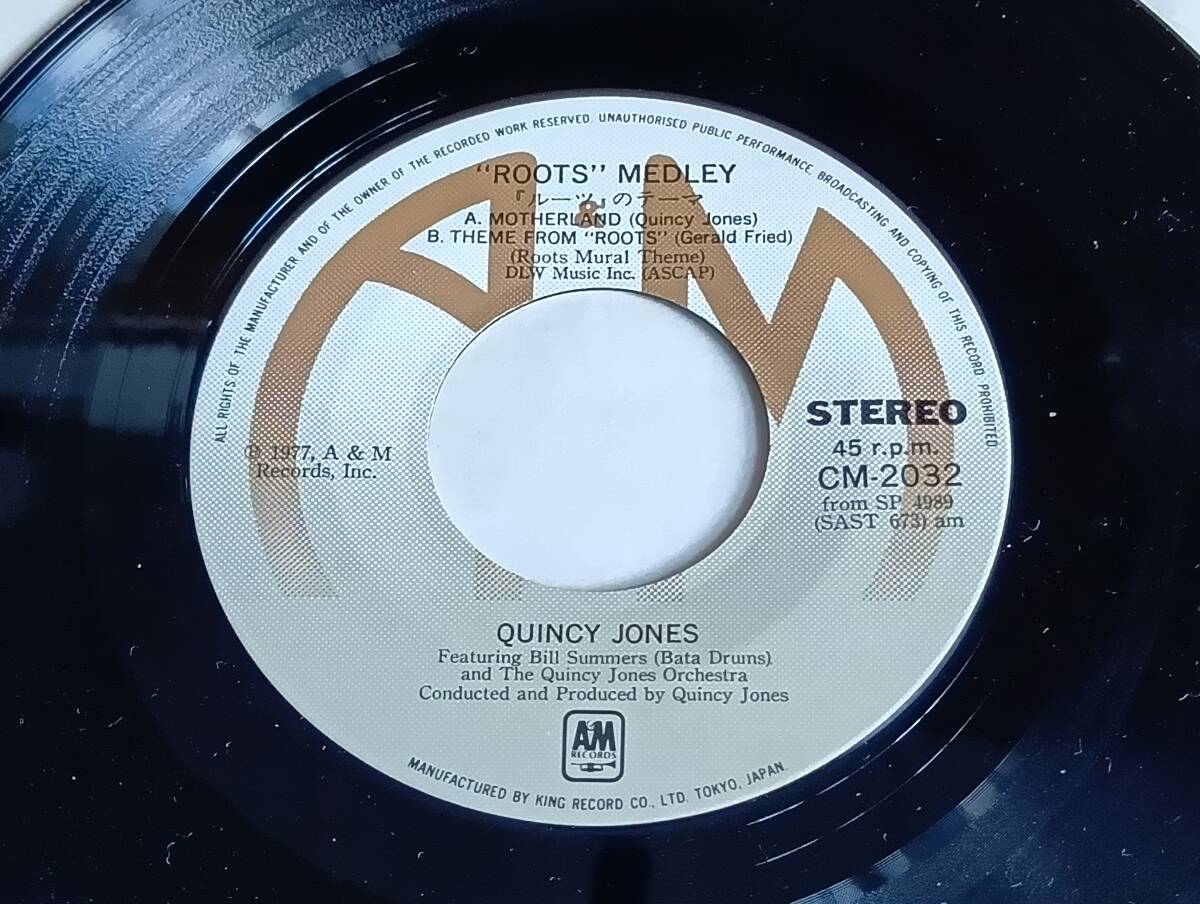 ALL RIGHTS OF THE MANUFACTURER AND OF THE OWNER OF THE RECORDED WORK RESERVED. UNAUTHORISED PUBLIC PERFORMANCE, BROADCASTING AND COPYING OF THIS RECORD PROHIBITED
"ROOTS" MEDLEY
『ルーツ』のテーマ
&
A. MOTHERLAND (Quincy Jones)
B. THEME FROM "ROOTS" (Gerald Fried)
(Roots Mural Theme)
DLW Music Inc. (ASCAP)
AM
STEREO
45 r.p.m.
CM-2032
from SP 4989
(SAST 673) am
℗ 1977, A & M
Records, Inc.
QUINCY JONES
Featuring Bill Summers (Bata Drums)
and The Quincy Jones Orchestra
Conducted and Produced by Quincy Jones
A&M
RECORDS
MANUFACTURED BY KING RECORD CO., LTD. TOKYO, JAPAN.